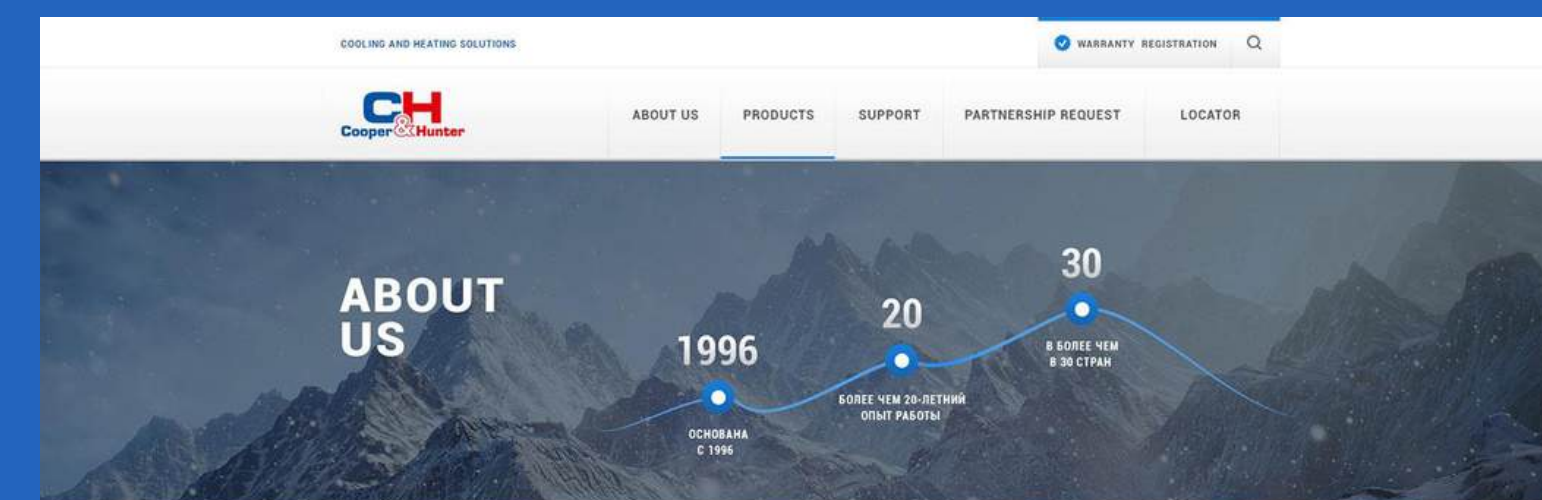 COOLING AND HEATING SOLUTIONS
WARRANTY REGISTRATION
CH
Cooper&Hunter
ABOUT US
PRODUCTS
SUPPORT
PARTNERSHIP REQUEST
LOCATOR
ABOUT
US
1996
ОСНОВАНА
С 1996
20
БОЛЕЕ ЧЕМ 20-ЛЕТНИЙ
ОПЫТ РАБОТЫ
30
В БОЛЕЕ ЧЕМ
В 30 СТРАН